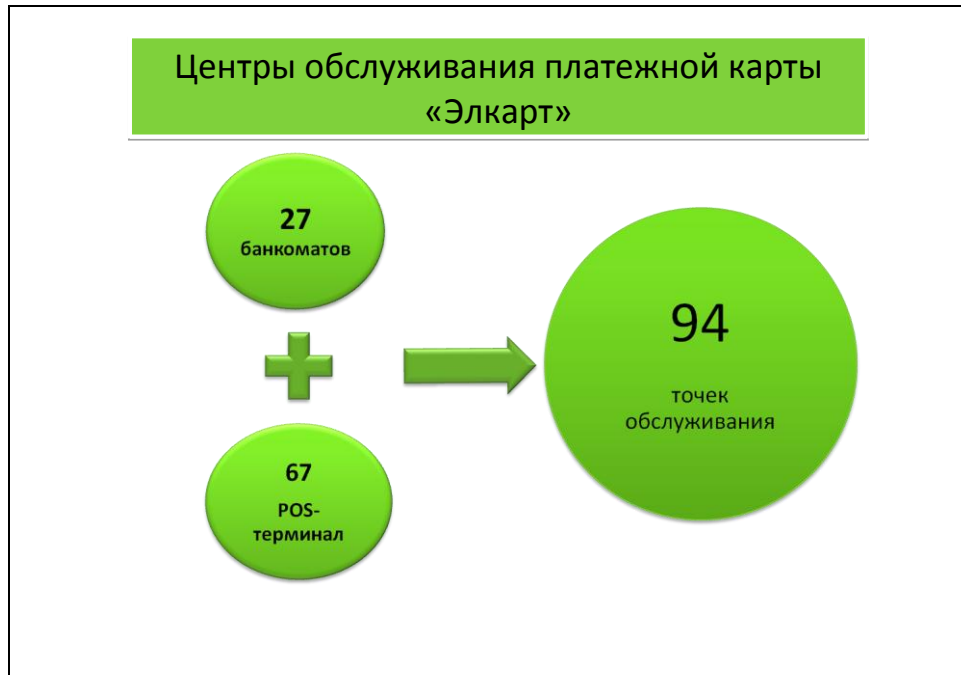 Центры обслуживания платежной карты
«Элкарт»
27
банкоматов
67
POS-
терминал
94
точек
обслуживания